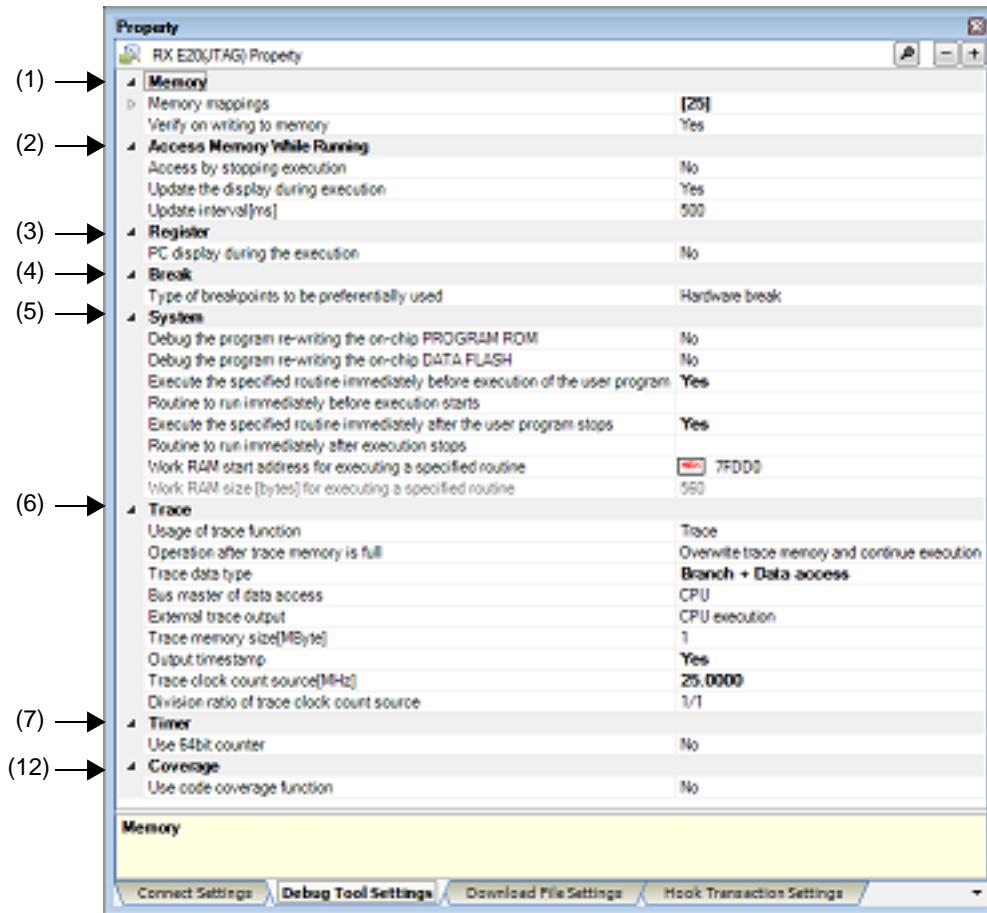 Property
RX E20(JTAG) Property
(1) Memory
Memory mappings [25]
Verify on writing to memory Yes
(2) Access Memory While Running
Access by stopping execution No
Update the display during execution Yes
Update interval[ms] 500
(3) Register
PC display during the execution No
(4) Break
Type of breakpoints to be preferentially used Hardware break
(5) System
Debug the program re-writing the on-chip PROGRAM ROM No
Debug the program re-writing the on-chip DATA FLASH No
Execute the specified routine immediately before execution of the user program Yes
Routine to run immediately before execution starts
Execute the specified routine immediately after the user program stops Yes
Routine to run immediately after execution stops
Work RAM start address for executing a specified routine 7FDD0
Work RAM size [bytes] for executing a specified routine 560
(6) Trace
Usage of trace function Trace
Operation after trace memory is full Overwrite trace memory and continue execution
Trace data type Branch + Data access
Bus master of data access CPU
External trace output CPU execution
Trace memory size[MByte] 1
Output timestamp Yes
Trace clock count source[MHz] 25.0000
Division ratio of trace clock count source 1/1
(7) Timer
Use 64bit counter No
(12) Coverage
Use code coverage function No
Memory
Connect Settings Debug Tool Settings Download File Settings Hook Transaction Settings